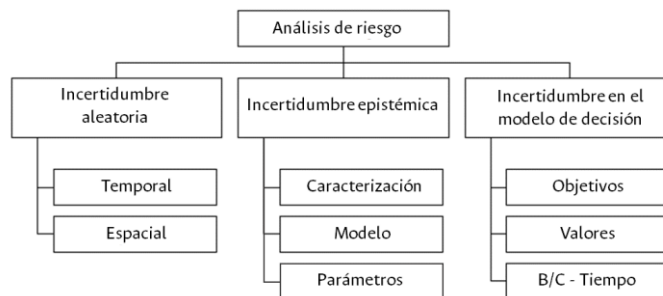 Análisis de riesgo
Incertidumbre
aleatoria
Temporal
Espacial
Incertidumbre epistémica
Caracterización
Modelo
Parámetros
Incertidumbre en el
modelo de decisión
Objetivos
Valores
B/C - Tiempo